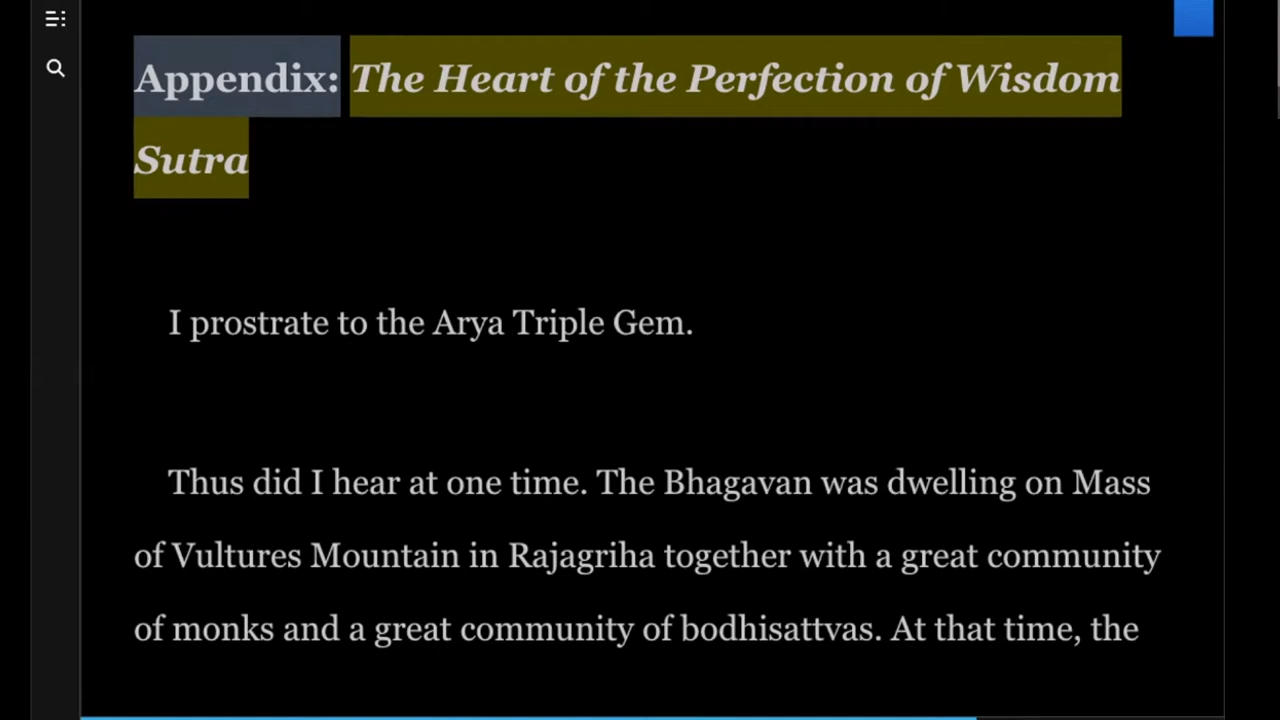 Appendix: The Heart of the Perfection of Wisdom
Sutra
I prostrate to the Arya Triple Gem.
Thus did I hear at one time. The Bhagavan was dwelling on Mass
of Vultures Mountain in Rajagriha together with a great community
of monks and a great community of bodhisattvas. At that time, the